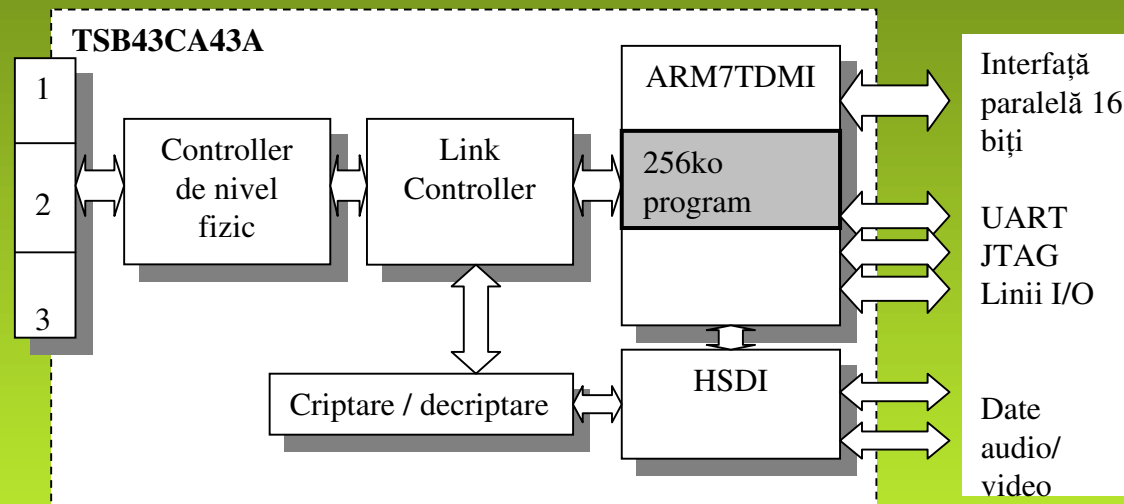 TSB43CA43A
1
2
3
Controller
de nivel
fizic
Link
Controller
ARM7TDMI
256ko
program
Criptare / decriptare
HSDI
Interfață
paralelă 16
biți
UART
JTAG
Linii I/O
Date
audio/
video